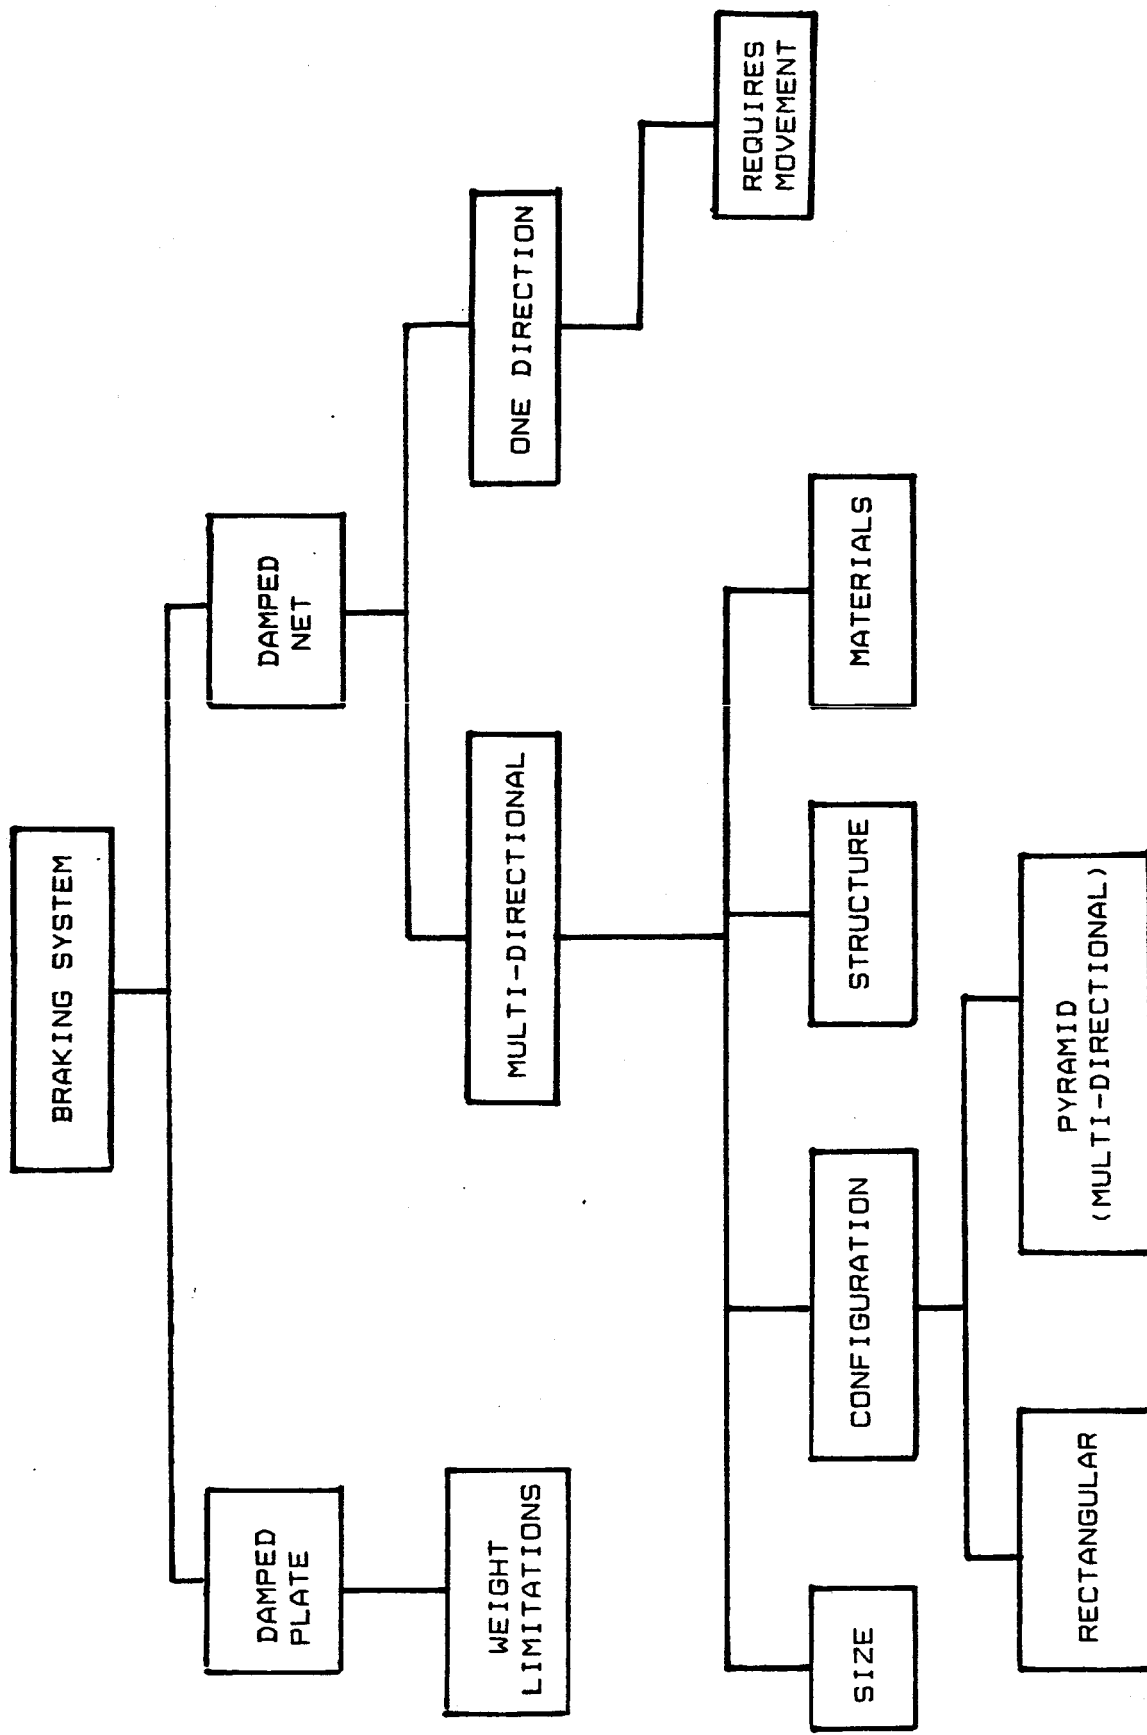 BRAKING SYSTEM
DAMPED
PLATE
DAMPED
NET
WEIGHT
LIMITATIONS
MULTI-DIRECTIONAL
ONE DIRECTION
REQUIRES
MOVEMENT
SIZE
CONFIGURATION
STRUCTURE
MATERIALS
RECTANGULAR
PYRAMID
(MULTI-DIRECTIONAL)